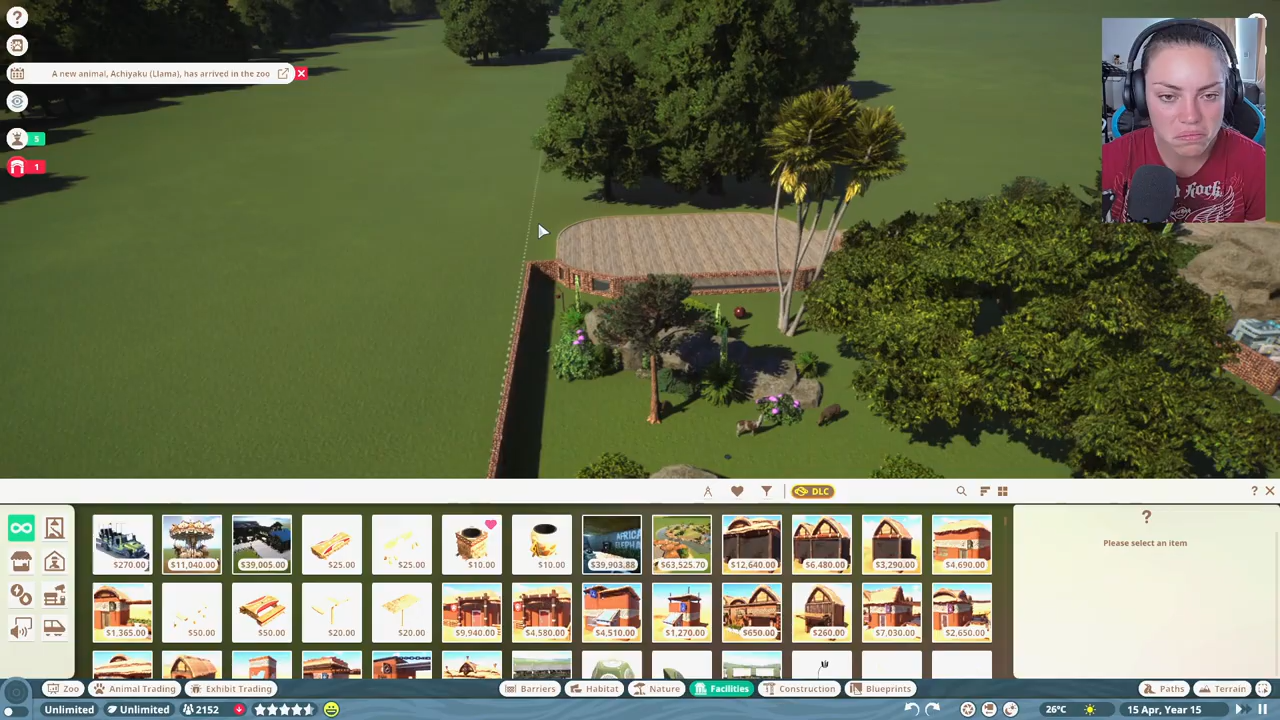 ?
A new animal, Achiyaku (Llama), has arrived in the zoo
5
1
Rock
DLC
?
?
Please select an item
$270.00
$11,040.00
$39,005.00
$25.00
$25.00
$10.00
$10.00
AFRICA
$39,903.88
$63,525.70
$12,640.00
$6,480.00
$3,290.00
$4,690.00
$1,365.00
$50.00
$50.00
$20.00
$20.00
$9,940.00
$4,580.00
$4,510.00
$1,270.00
$650.00
$260.00
$7,030.00
$2,650.00
Zoo
Animal Trading
Exhibit Trading
Barriers
Habitat
Nature
Facilities
Construction
Blueprints
Paths
Terrain
Unlimited
Unlimited
2152
26°C
15 Apr, Year 15